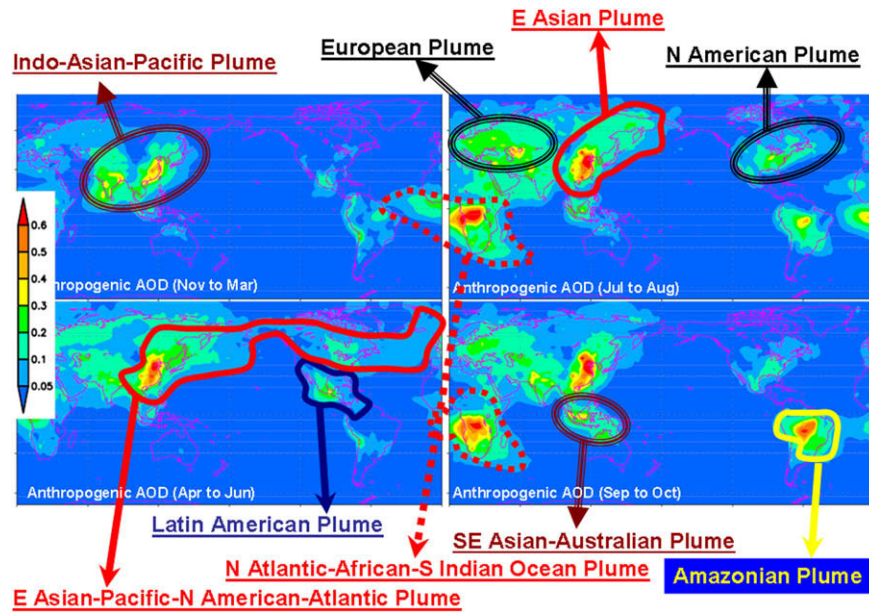 E Asian Plume
European Plume
N American Plume
Indo-Asian-Pacific Plume
0.6
0.5
0.4
0.3
0.2
0.1
0.05
nthropogenic AOD (Nov to Mar)
Anthropogenic AOD (Jul to Aug)
Anthropogenic AOD (Apr to Jun)
Anthropogenic AOD (Sep to Oct)
Latin American Plume
SE Asian-Australian Plume
N Atlantic-African-S Indian Ocean Plume
Amazonian Plume
E Asian-Pacific-N American-Atlantic Plume